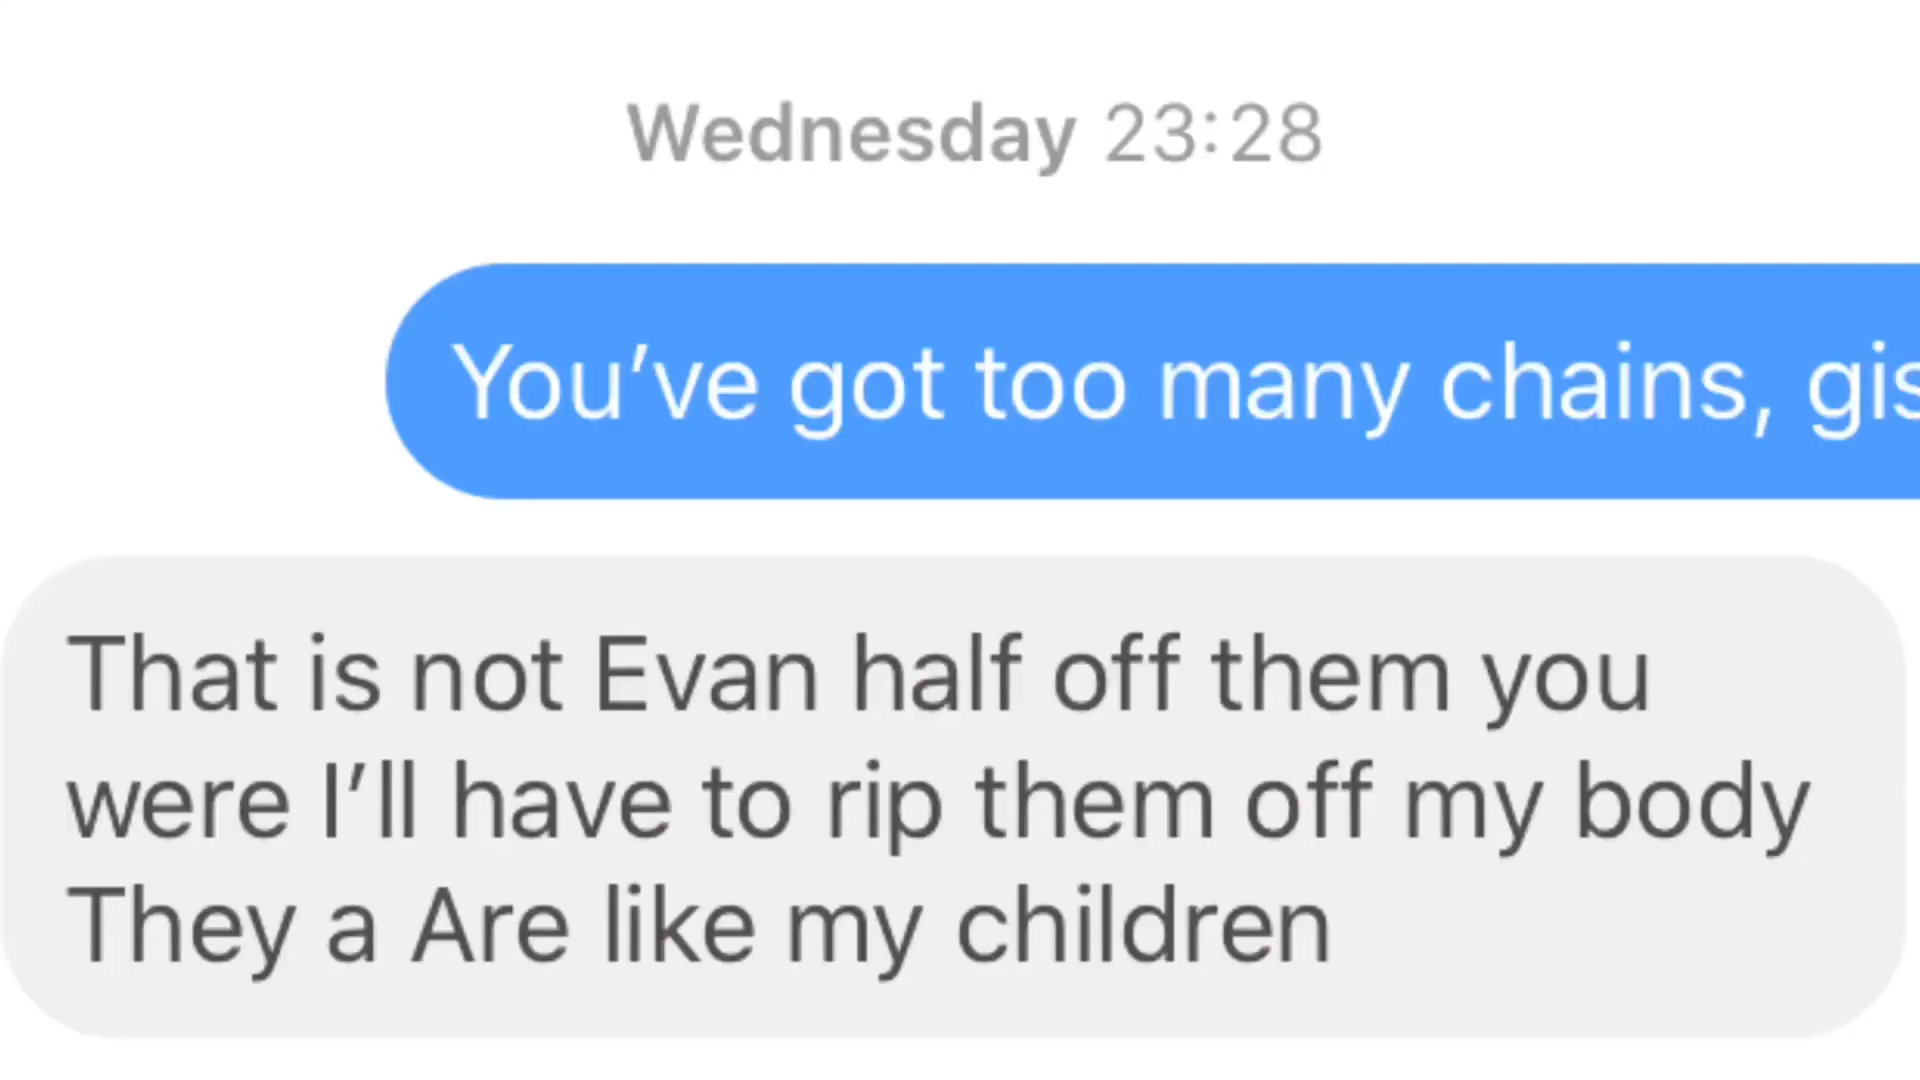 Wednesday 23:28
You’ve got too many chains,
That is not Evan half off them you
were I’ll have to rip them off my body
They a Are like my children